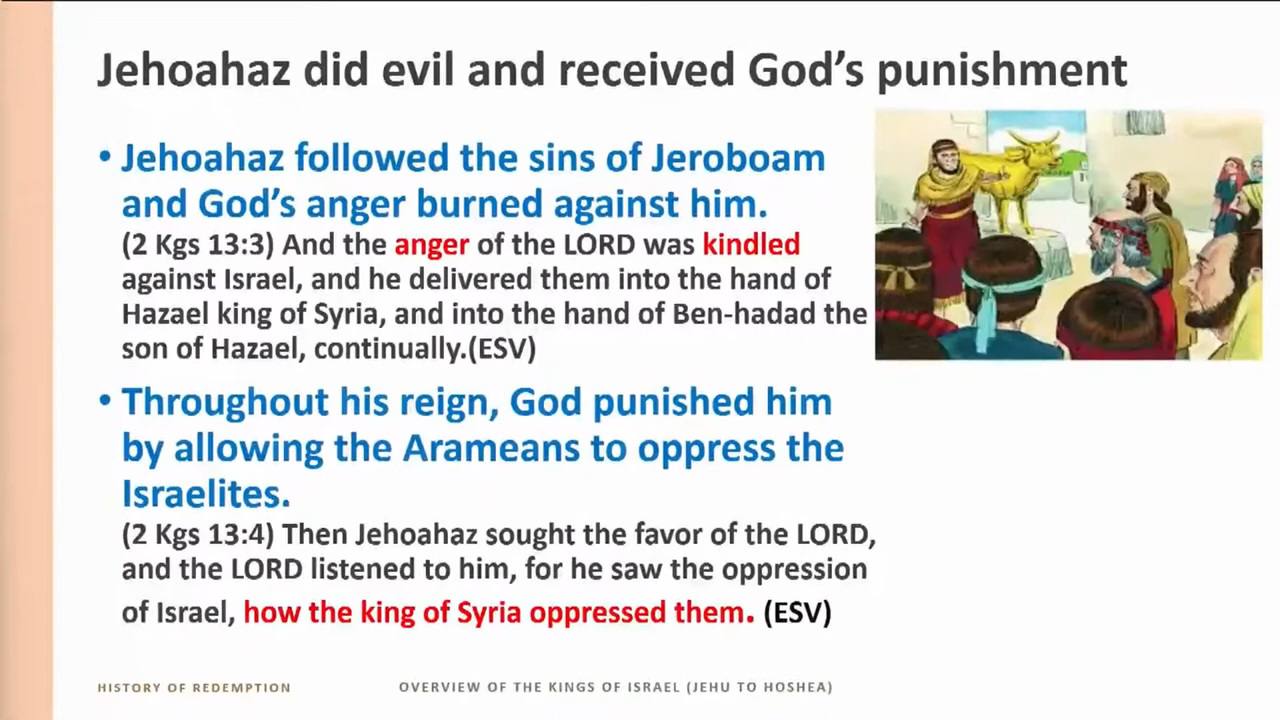 Jehoahaz did evil and received God's punishment
• Jehoahaz followed the sins of Jeroboam
and God's anger burned against him.
(2 Kgs 13:3) And the anger of the LORD was kindled
against Israel, and he delivered them into the hand of
Hazael king of Syria, and into the hand of Ben-hadad the
son of Hazael, continually.(ESV)
• Throughout his reign, God punished him
by allowing the Arameans to oppress the
Israelites.
(2 Kgs 13:4) Then Jehoahaz sought the favor of the LORD,
and the LORD listened to him, for he saw the oppression
of Israel, how the king of Syria oppressed them. (ESV)
HISTORY OF REDEMPTION
OVERVIEW OF THE KINGS OF ISRAEL (JEHU TO HOSHEA)